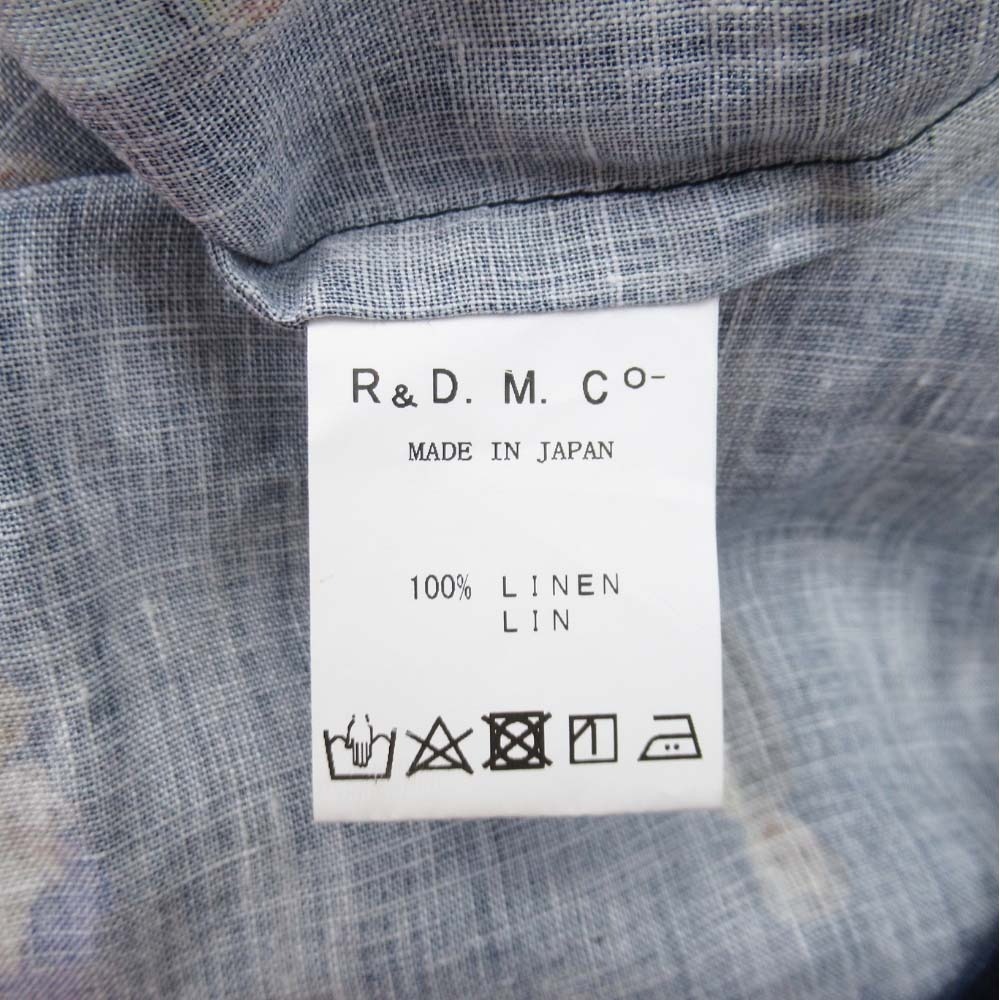 R & D. M. Co-
MADE IN JAPAN
100% LINEN
LIN